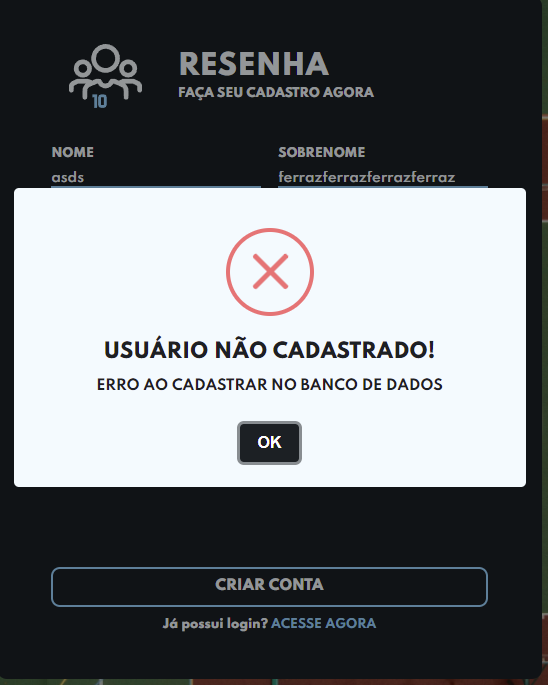 RESENHA
FAÇA SEU CADASTRO AGORA
10
NOME
SOBRENOME
asds
ferrazferrazferrazferraz
USUÁRIO NÃO CADASTRADO!
ERRO AO CADASTRAR NO BANCO DE DADOS
OK
CRIAR CONTA
Já possui login? ACESSE AGORA